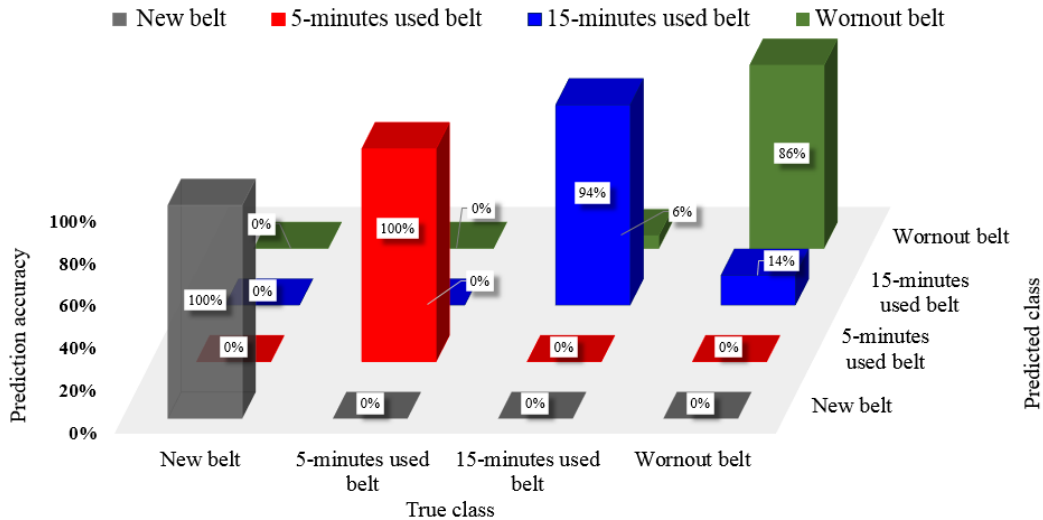 New belt 5-minutes used belt 15-minutes used belt Wornout belt
86%
94%
6%
0%
0%
100%
100%
Wornout belt
80%
14%
15-minutes
used belt
0%
0%
100%
60%
5-minutes
used belt
0%
0%
0%
40%
New belt
0%
0%
0%
20%
0%
Prediction accuracy
Predicted class
New belt
5-minutes used
belt
15-minutes used
belt
Wornout belt
True class